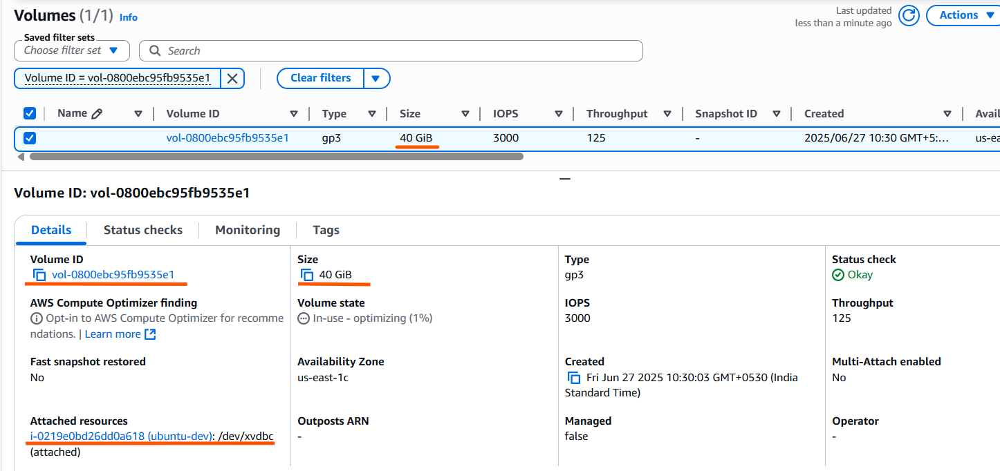 Volumes (1/1) Info
Last updated
less than a minute ago
Actions
Saved filter sets
Choose filter set
Search
Volume ID = vol-0800ebc95fb9535e1
Clear filters
Name Volume ID Type Size IOPS Throughput Snapshot ID Created Avail
vol-0800ebc95fb9535e1 gp3 40 GiB 3000 125 - 2025/06/27 10:30 GMT+5:... us-ea
Volume ID: vol-0800ebc95fb9535e1
Details Status checks Monitoring Tags
Volume ID
vol-0800ebc95fb9535e1
Size
40 GiB
Type
gp3
Status check
Okay
AWS Compute Optimizer finding
Opt-in to AWS Compute Optimizer for recomme
ndations. | Learn more
Volume state
In-use - optimizing (1%)
IOPS
3000
Throughput
125
Fast snapshot restored
No
Availability Zone
us-east-1c
Created
Fri Jun 27 2025 10:30:03 GMT+0530 (India
Standard Time)
Multi-Attach enabled
No
Attached resources
i-0219e0bd26dd0a618 (ubuntu-dev): /dev/xvdbc
(attached)
Outposts ARN
-
Managed
false
Operator
-